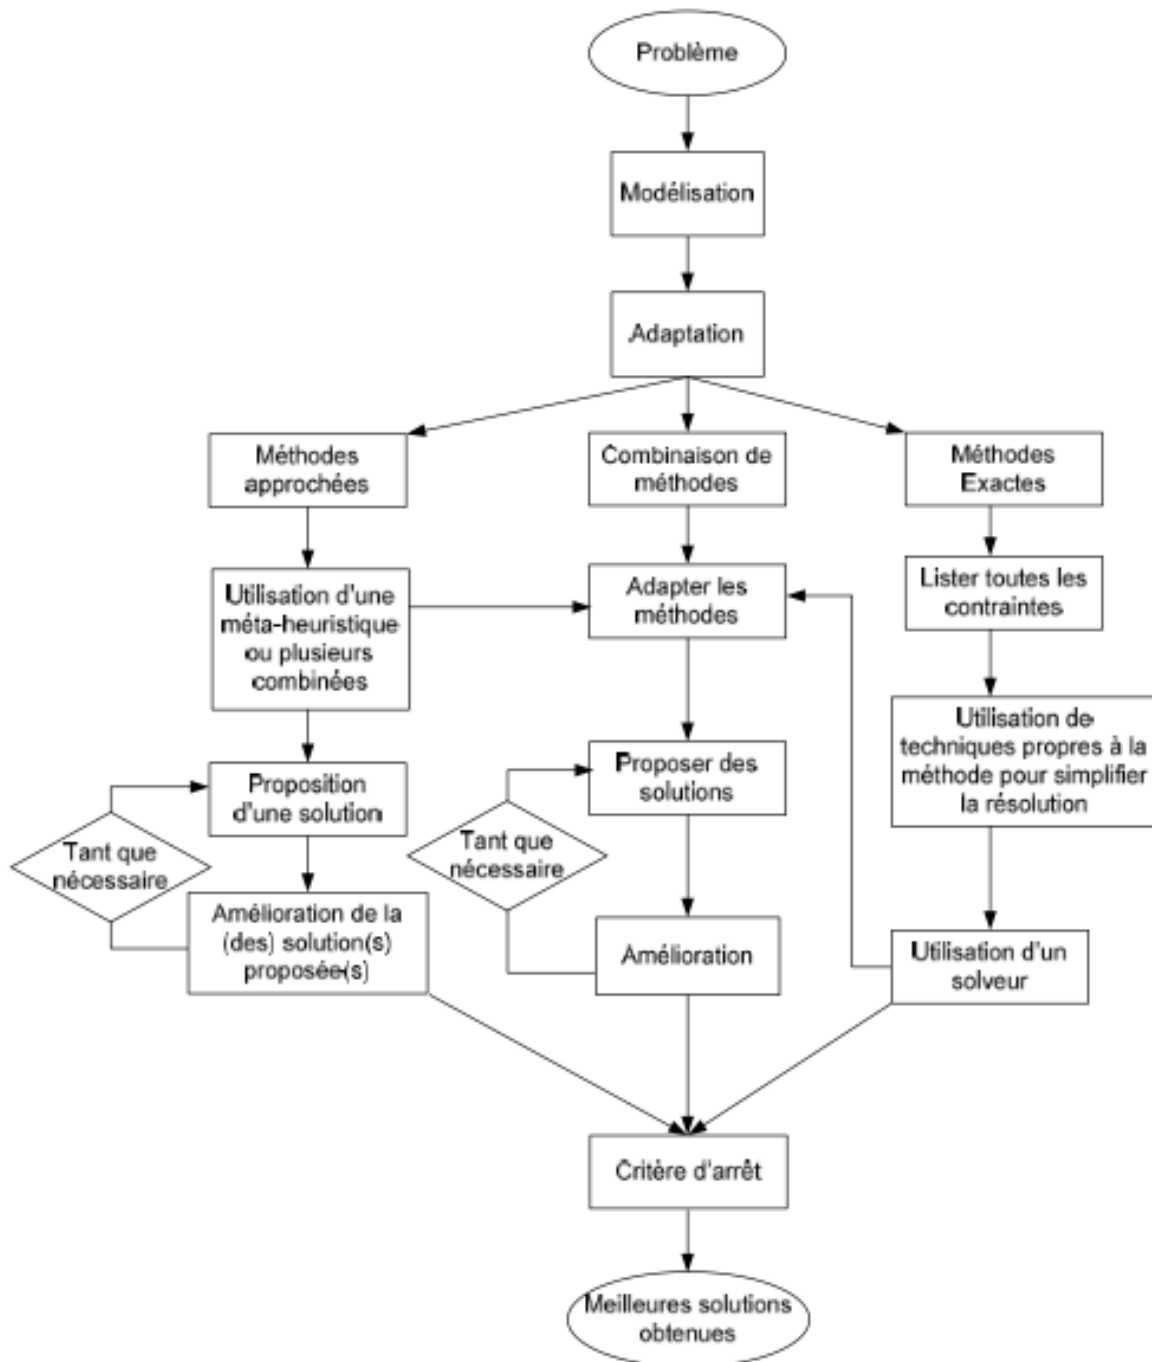 Problème
Modélisation
Adaptation
Méthodes
approchées
Combinaison de
méthodes
Méthodes
Exactes
Utilisation d'une
méta-heuristique
ou plusieurs
combinées
Adapter les
méthodes
Lister toutes les
contraintes
Utilisation de
techniques propres à la
méthode pour simplifier
la résolution
Proposition
d'une solution
Proposer des
solutions
Tant que
nécessaire
Tant que
nécessaire
Amélioration de la
(des) solution(s)
proposée(s)
Amélioration
Utilisation d'un
solveur
Critère d'arrêt
Meilleures solutions
obtenues